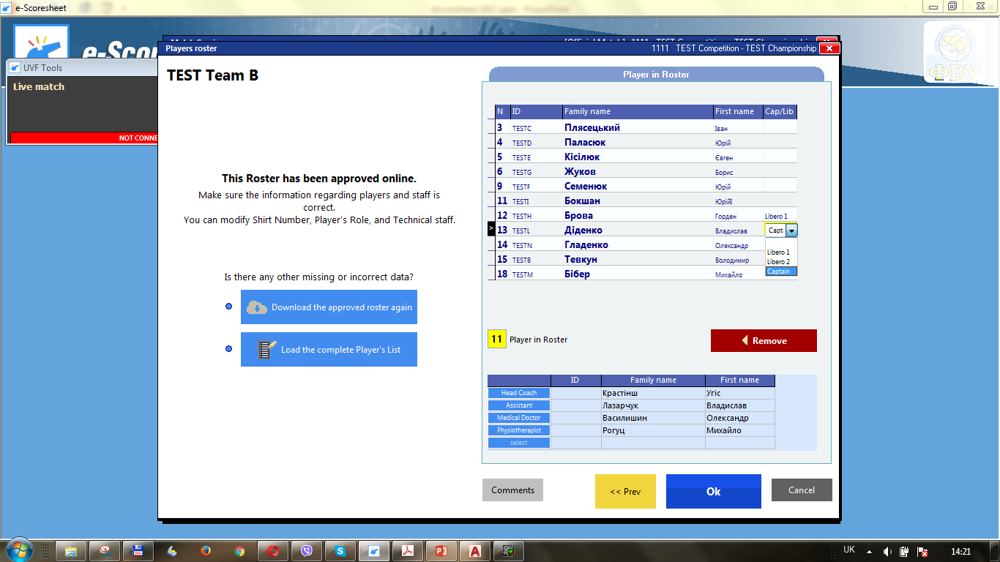 e-Scoresheet
e-Scor
UVF Tools
Live match
NOT CONNE
Players roster
1111 TEST Competition - TEST Championship
TEST Team B
This Roster has been approved online.
Make sure the information regarding players and staff is
correct.
You can modify Shirt Number, Player's Role, and Technical staff.
Is there any other missing or incorrect data?
Download the approved roster again
Load the complete Player's List
Player in Roster
N ID Family name First name Cap/Lib
3 TESTC Плясецький Іван
4 TESTD Паласюк Юрій
5 TESTE Кісілюк Євген
6 TESTG Жуков Борис
9 TESTF Семенюк Юрій
11 TESTI Бокшан Юрій
12 TESTH Брова Горден Libero 1
> 13 TESTL Діденко Владислав Capt
14 TESTN Гладенко Олександр
15 TESTB Тевкун Володимир
18 TESTM Бібер Михайло
Libero 1
Libero 2
Captain
11 Player in Roster
Remove
ID Family name First name
Head Coach Крастінш Угіс
Assistant Лазарчук Владислав
Medical Doctor Василишин Олександр
Physiotherapist Рогуц Михайло
select
Comments
<< Prev
Ok
Cancel
ФВУ
UK
14:21